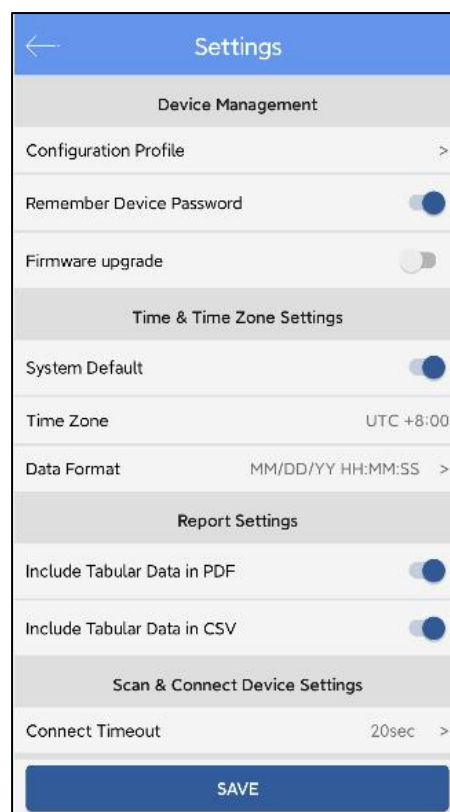 Settings
Device Management
Configuration Profile >
Remember Device Password
Firmware upgrade
Time & Time Zone Settings
System Default
Time Zone UTC +8:00
Data Format MM/DD/YY HH:MM:SS >
Report Settings
Include Tabular Data in PDF
Include Tabular Data in CSV
Scan & Connect Device Settings
Connect Timeout 20sec >
SAVE